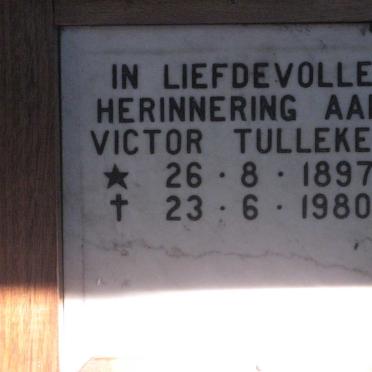 IN LIEFDEVOLLE
HERINNERING AA
VICTOR TULLEKE
★ 26 · 8 · 1897
† 23 · 6 · 1980